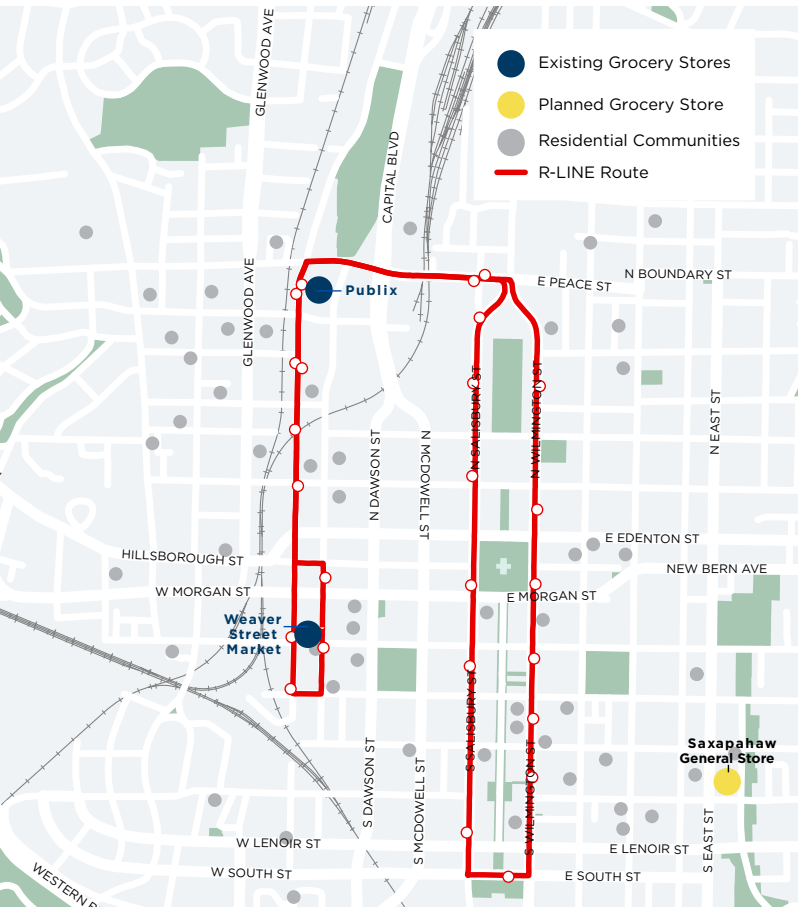 GLENWOOD AVE
CAPITAL BLVD
Existing Grocery Stores
Planned Grocery Store
Residential Communities
R-LINE Route
N BOUNDARY ST
E PEACE ST
GLENWOOD AVE
Publix
N SALISBURY ST
N WILMINGTON ST
N EAST ST
N DAWSON ST
N MCDOWELL ST
E EDENTON ST
HILLSBOROUGH ST
NEW BERN AVE
W MORGAN ST
E MORGAN ST
Weaver
Street
Market
S SALISBURY ST
S WILMINGTON ST
Saxapahaw
General Store
S DAWSON ST
S MCDOWELL ST
S EAST ST
W LENOIR ST
E LENOIR ST
W SOUTH ST
E SOUTH ST
WESTERN